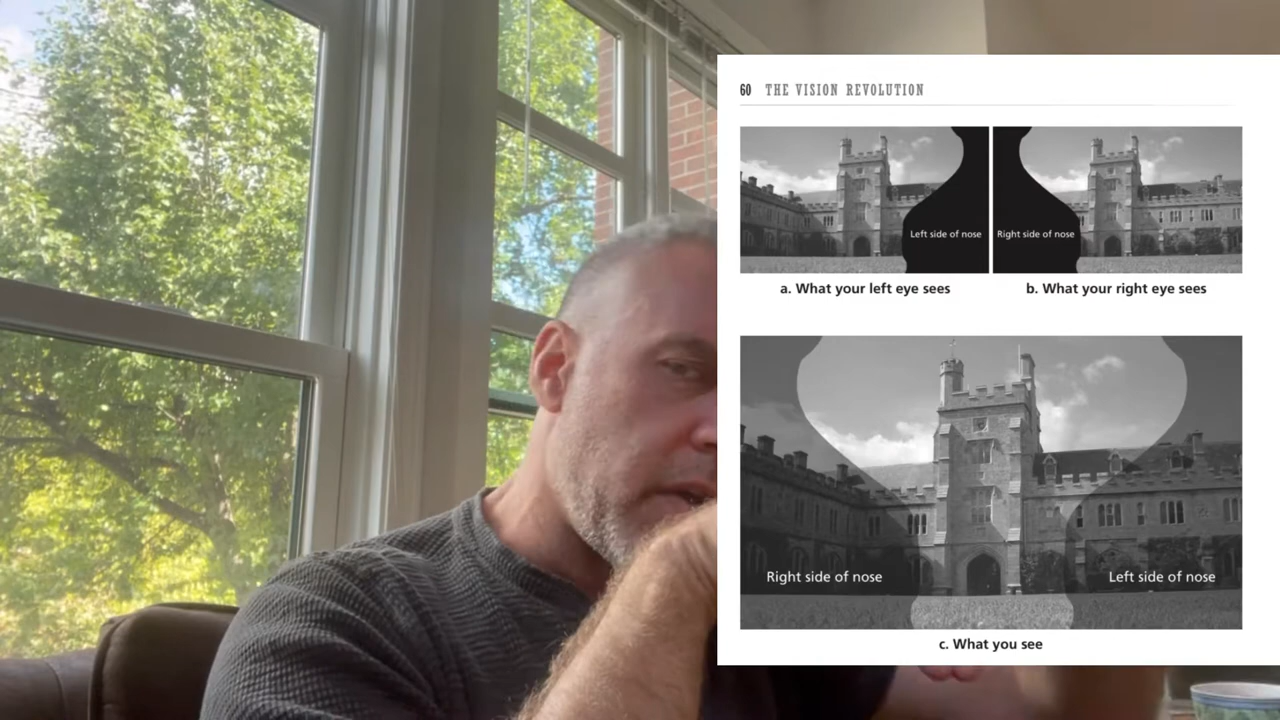 60 THE VISION REVOLUTION
Left side of nose
Right side of nose
a. What your left eye sees
b. What your right eye sees
Right side of nose
Left side of nose
c. What you see